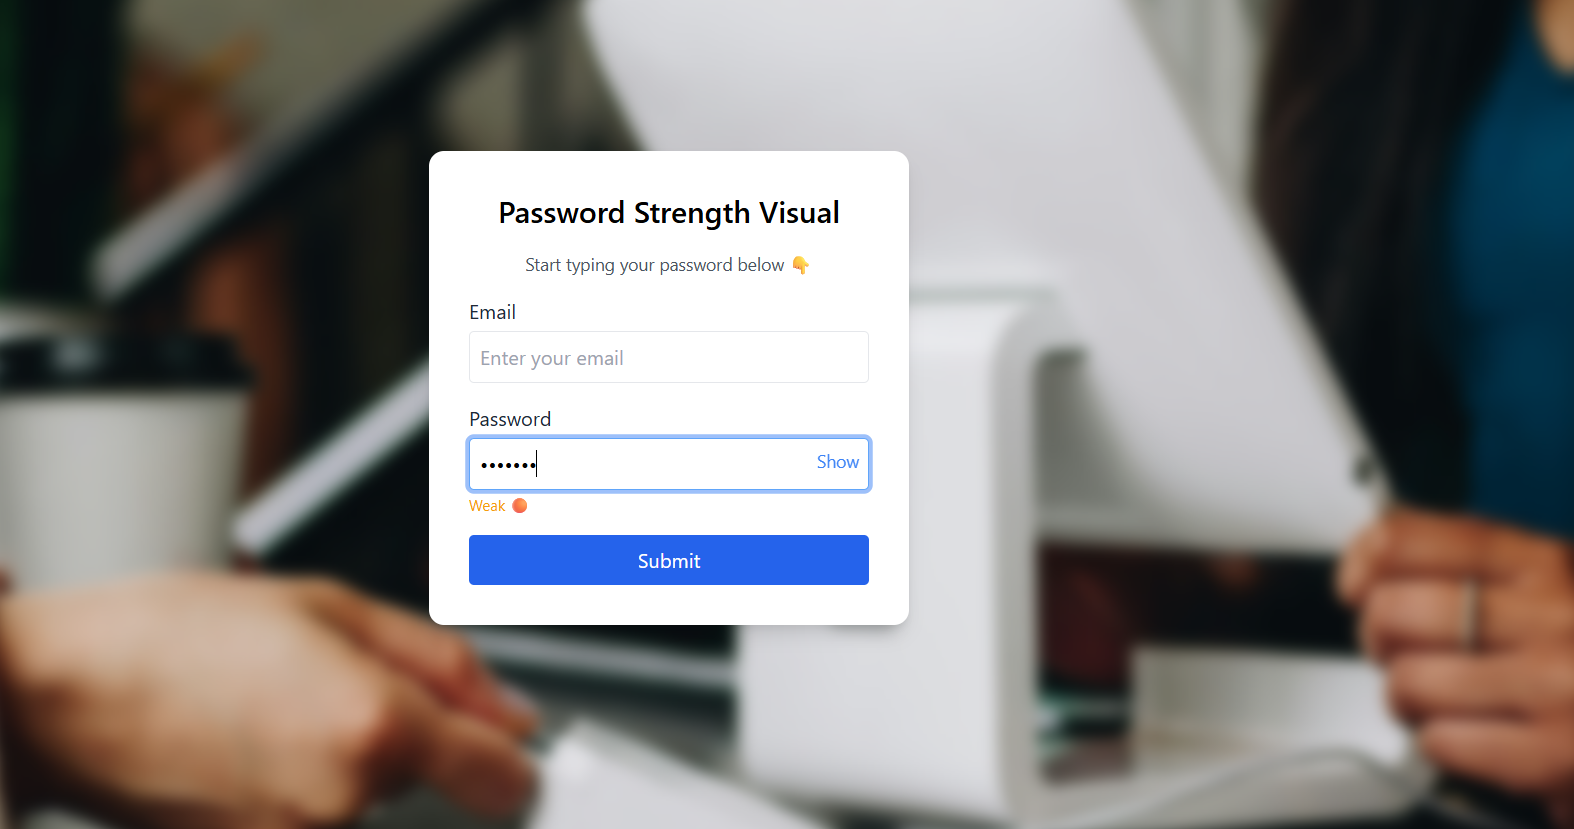 Password Strength Visual
Start typing your password below 👇
Email
Enter your email
Password
••••••• Show
Weak
Submit